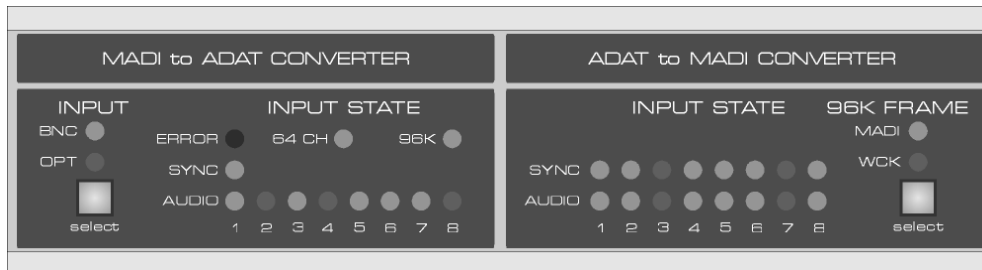 MADI to ADAT CONVERTER
INPUT
BNC
OPT
select
INPUT STATE
ERROR 64 CH 96K
SYNC
AUDIO
1 2 3 4 5 6 7 8
ADAT to MADI CONVERTER
INPUT STATE
SYNC
AUDIO
1 2 3 4 5 6 7 8
96K FRAME
MADI
WCK
select